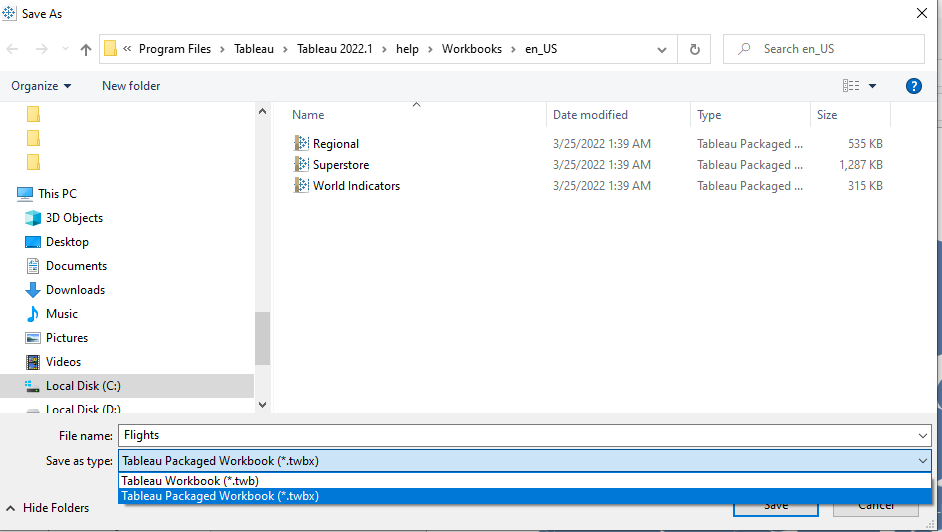 Save As
« Program Files › Tableau › Tableau 2022.1 › help › Workbooks › en_US
Search en_US
Organize
New folder
?
Name Date modified Type Size
Regional 3/25/2022 1:39 AM Tableau Packaged ... 535 KB
Superstore 3/25/2022 1:39 AM Tableau Packaged ... 1,287 KB
World Indicators 3/25/2022 1:39 AM Tableau Packaged ... 315 KB
This PC
3D Objects
Desktop
Documents
Downloads
Music
Pictures
Videos
Local Disk (C:)
Local Disk (D:)
File name: Flights
Save as type: Tableau Packaged Workbook (*.twbx)
Tableau Workbook (*.twb)
Tableau Packaged Workbook (*.twbx)
Hide Folders
Save
Cancel